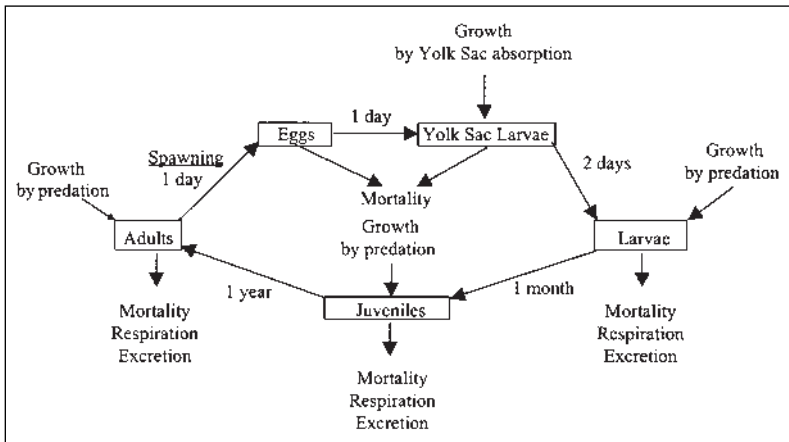 Growth
by Yolk Sac absorption
1 day
Eggs
Yolk Sac Larvae
Spawning
1 day
2 days
Growth
by predation
Growth
by predation
Mortality
Growth
by predation
Adults
Larvae
1 year
1 month
Juveniles
Mortality
Respiration
Excretion
Mortality
Respiration
Excretion
Mortality
Respiration
Excretion